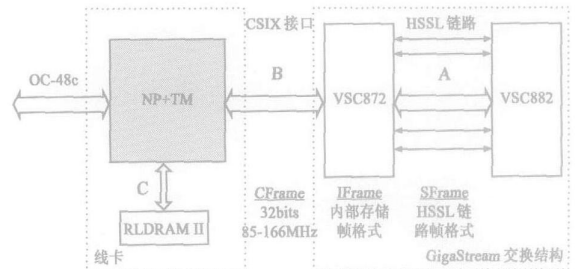 CSIX 接口
HSSL 链路
OC-48c
NP+TM
B
VSC872
A
VSC882
C
RLDRAM II
线卡
CFrame
32bits
85-166MHz
IFrame
内部存储
帧格式
SFrame
HSSL 链
路帧格式
GigaStream 交换结构